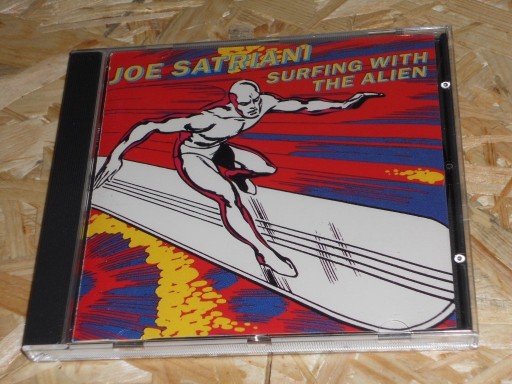 JOE SATRIANI
SURFING WITH
THE ALIEN